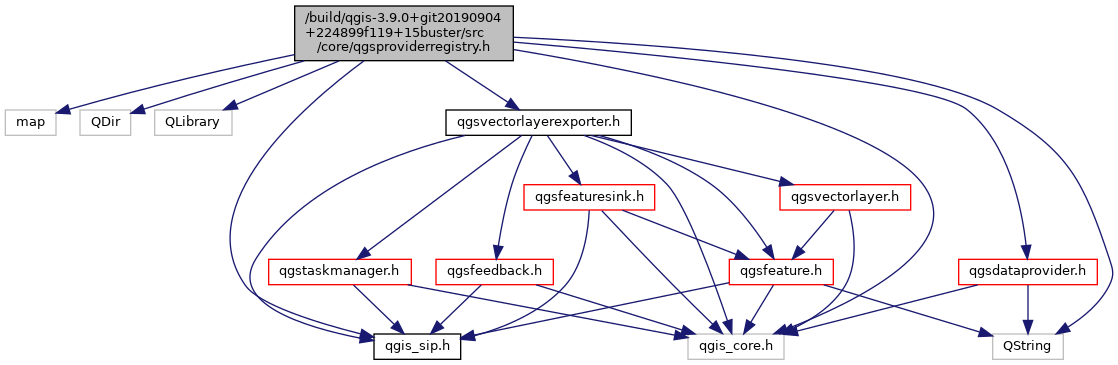 /build/qgis-3.9.0+git20190904
+224899f119+15buster/src
/core/qgsproviderregistry.h
map
QDir
QLibrary
qgsvectorlayerexporter.h
qgsfeaturesink.h
qgsvectorlayer.h
qgstaskmanager.h
qgsfeedback.h
qgsfeature.h
qgsdataprovider.h
qgis_sip.h
qgis_core.h
QString